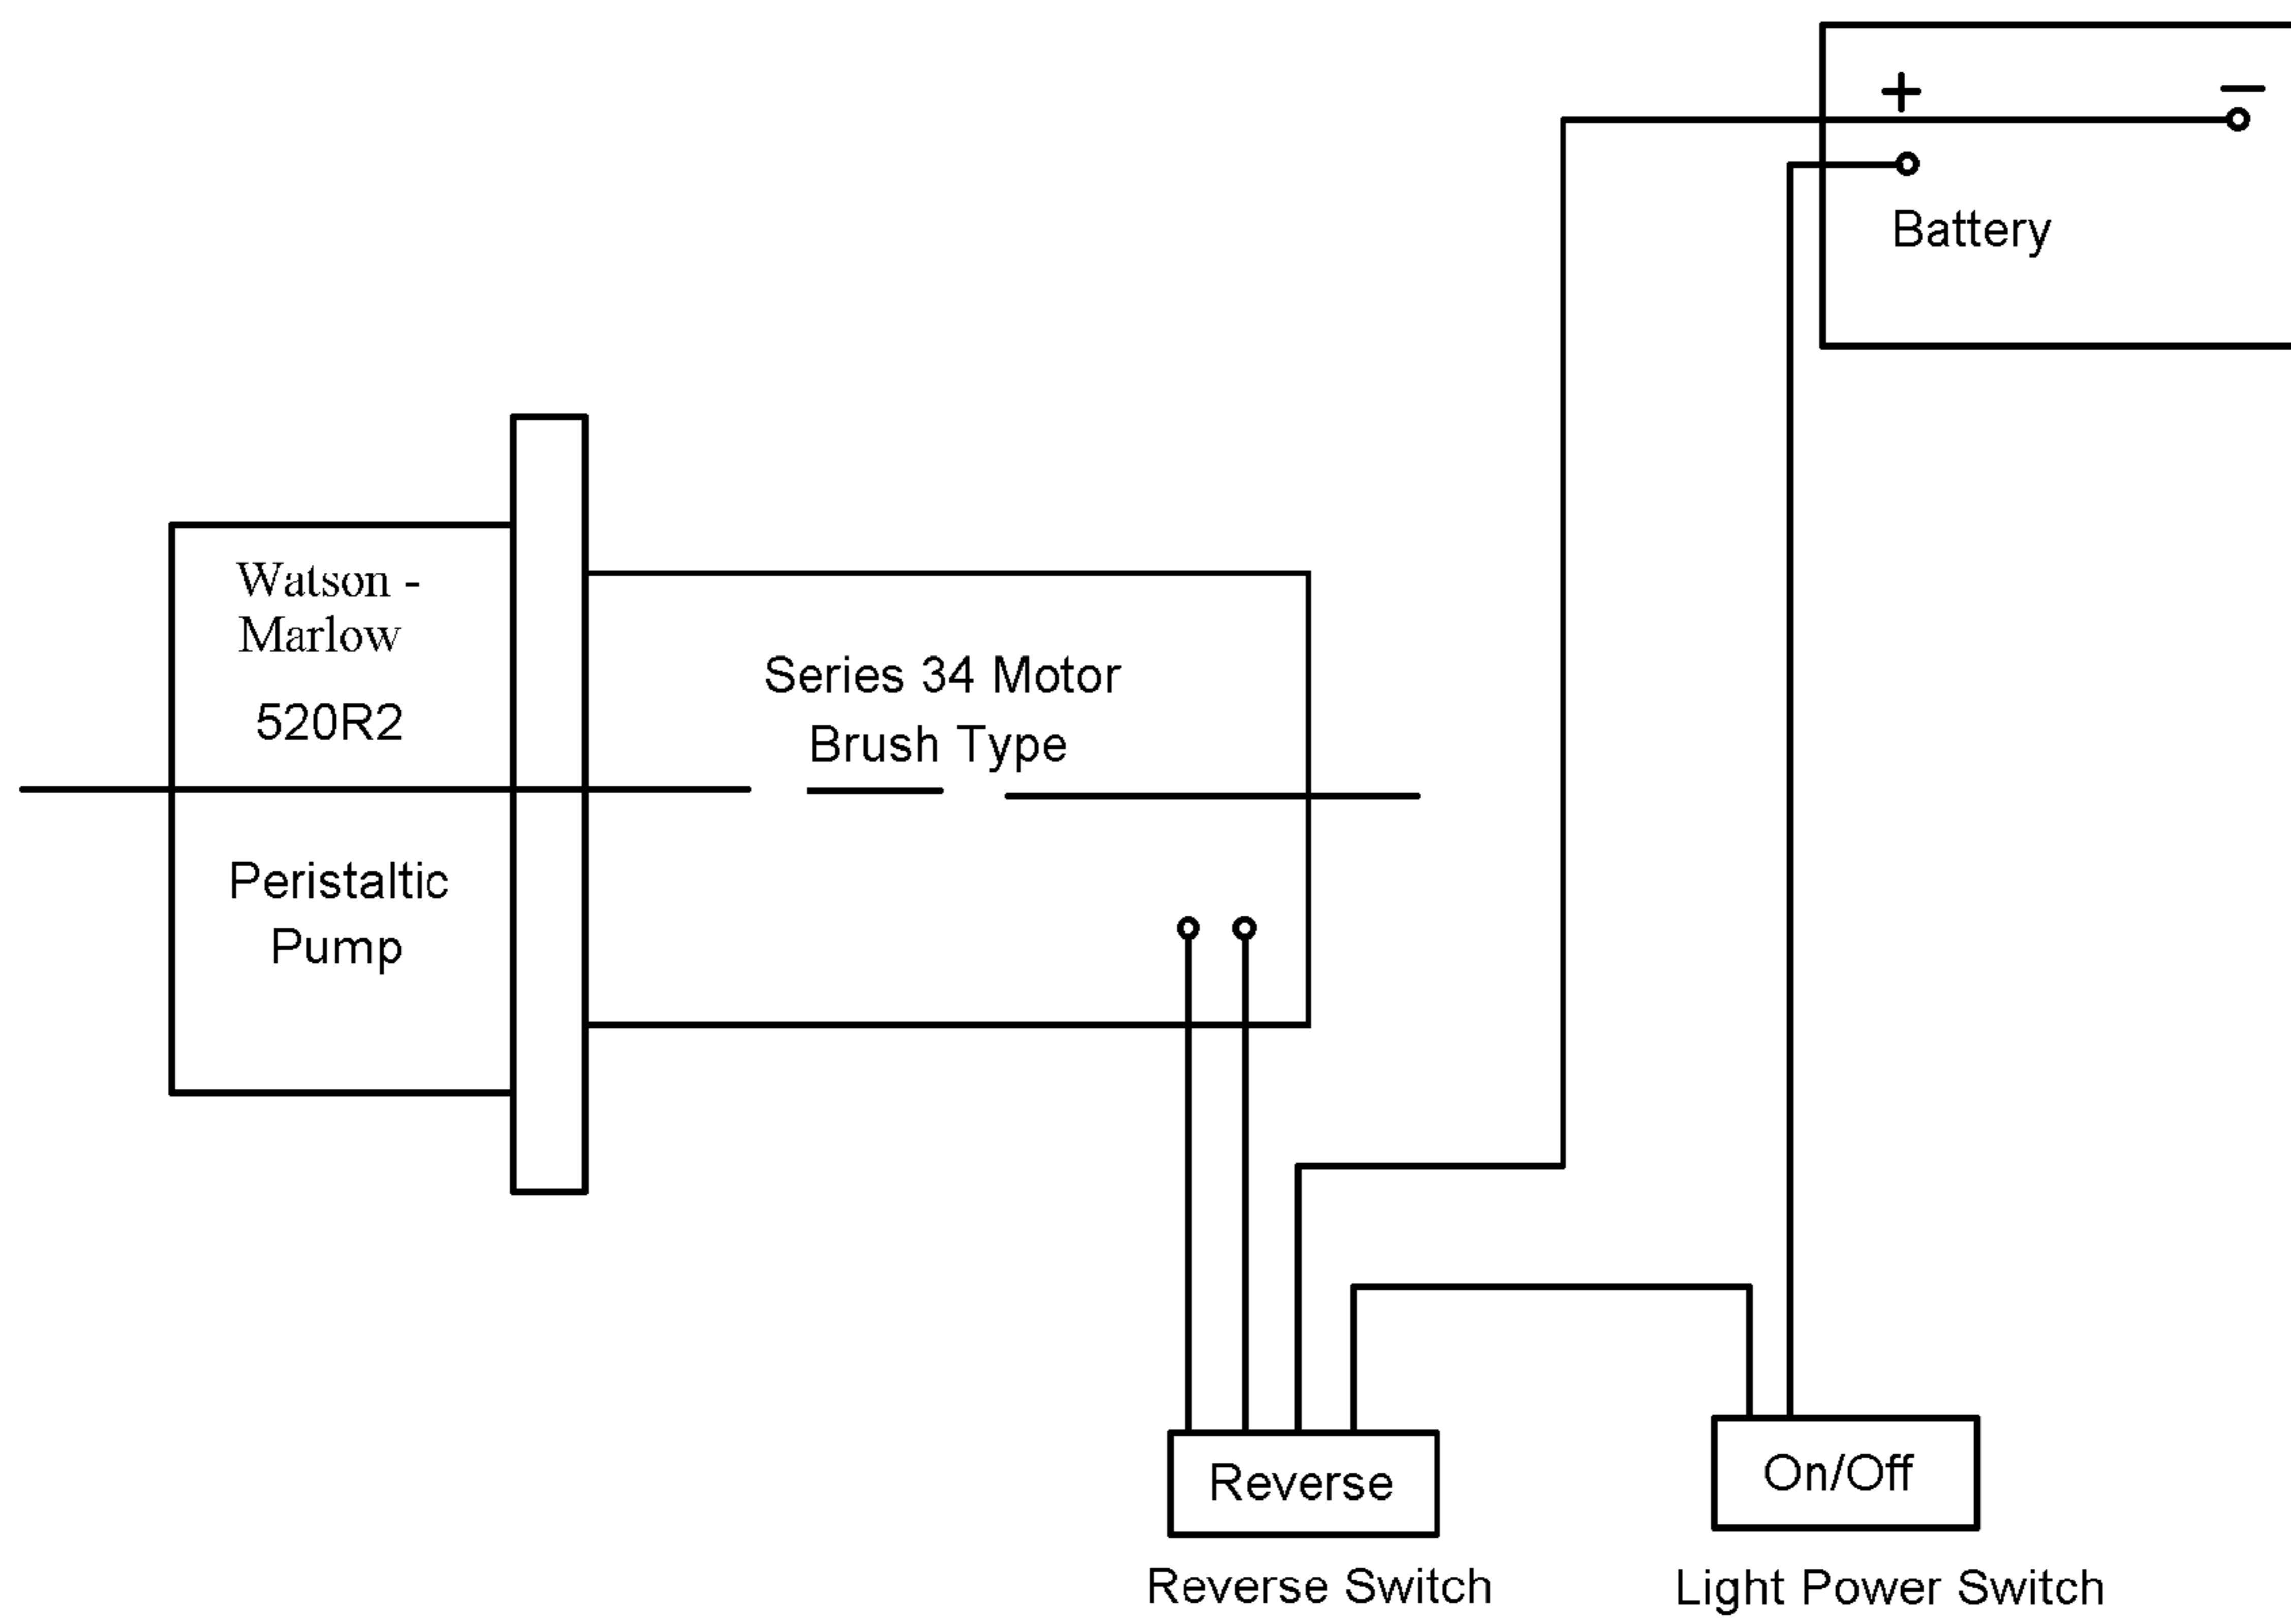 + −
Battery
Watson -
Marlow
520R2
Series 34 Motor
Brush Type
Peristaltic
Pump
Reverse
On/Off
Reverse Switch
Light Power Switch